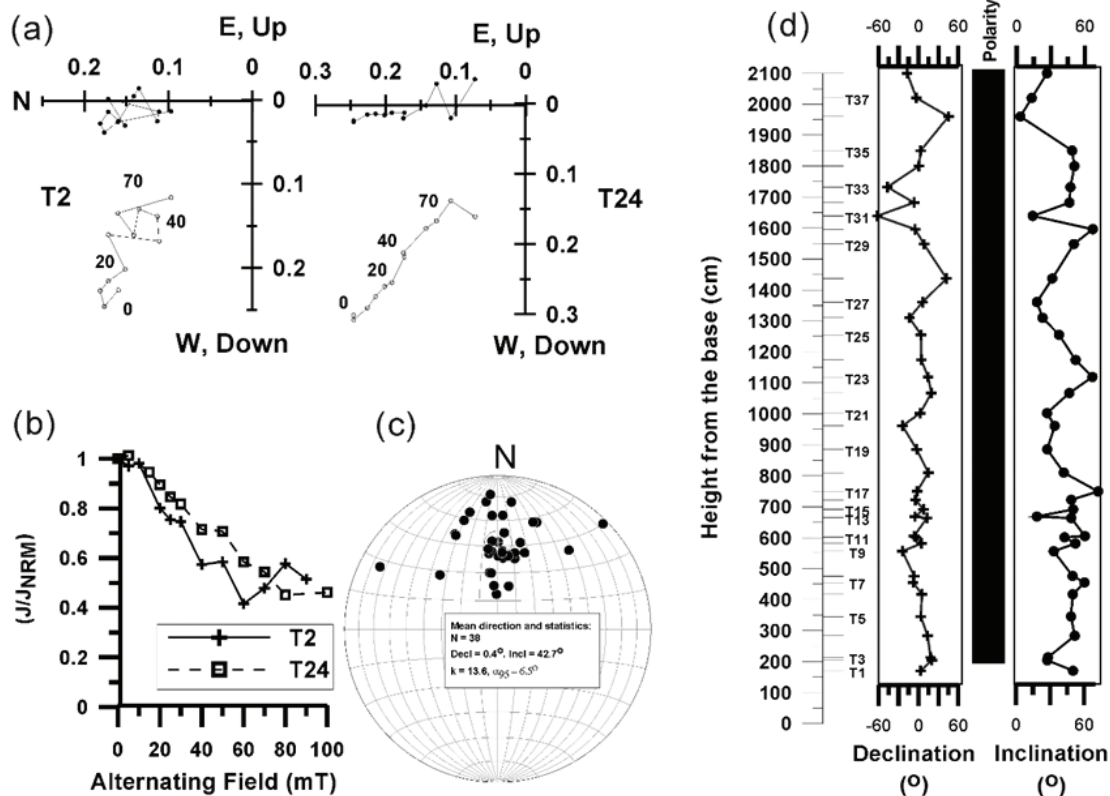 (a)
E, Up
0.2 0.1 0
N
0
0.1
0.2
T2
70
40
20
0
W, Down
E, Up
0.3 0.2 0.1 0
0
0.1
0.2
0.3
T24
70
40
20
0
W, Down
(b)
1
0.8
0.6
0.4
0.2
0
(J/JNRM)
T2
T24
0 20 40 60 80 100
Alternating Field (mT)
(c)
N
Mean direction and statistics:
N = 38
Decl = 0.4°, Incl = 42.7°
k = 13.6, α95 – 6.5°
(d)
-60 60
Polarity
0 60
Height from the base (cm)
2100
2000
1900
1800
1700
1600
1500
1400
1300
1200
1100
1000
900
800
700
600
500
400
300
200
100
0
T37
T35
T33
T31
T29
T27
T25
T23
T21
T19
T17
T15
T13
T11
T9
T7
T5
T3
T1
-60 60
Declination
(°)
0 60
Inclination
(°)